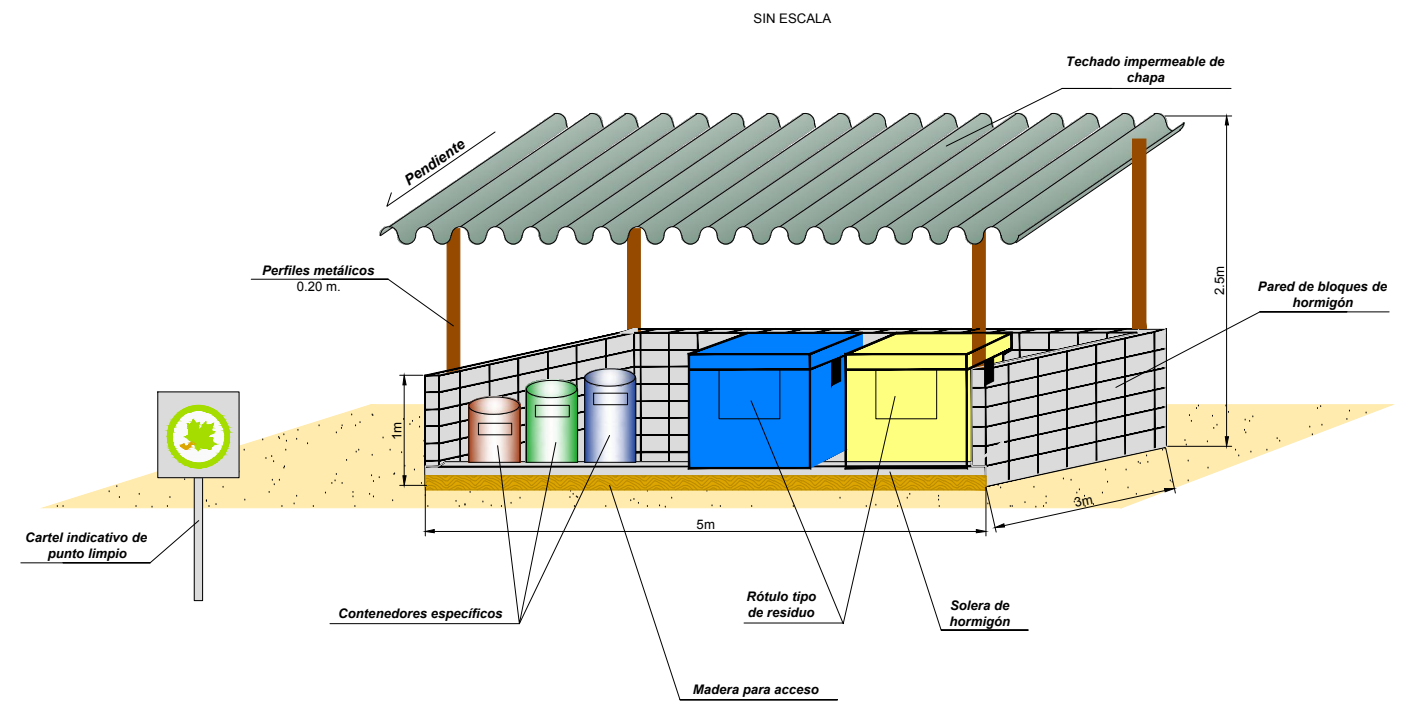 SIN ESCALA
Techado impermeable de
chapa
Pendiente
Perfiles metálicos
0.20 m.
2.5m
Pared de bloques de
hormigón
1m
3m
5m
Cartel indicativo de
punto limpio
Contenedores específicos
Rótulo tipo
de residuo
Solera de
hormigón
Madera para acceso